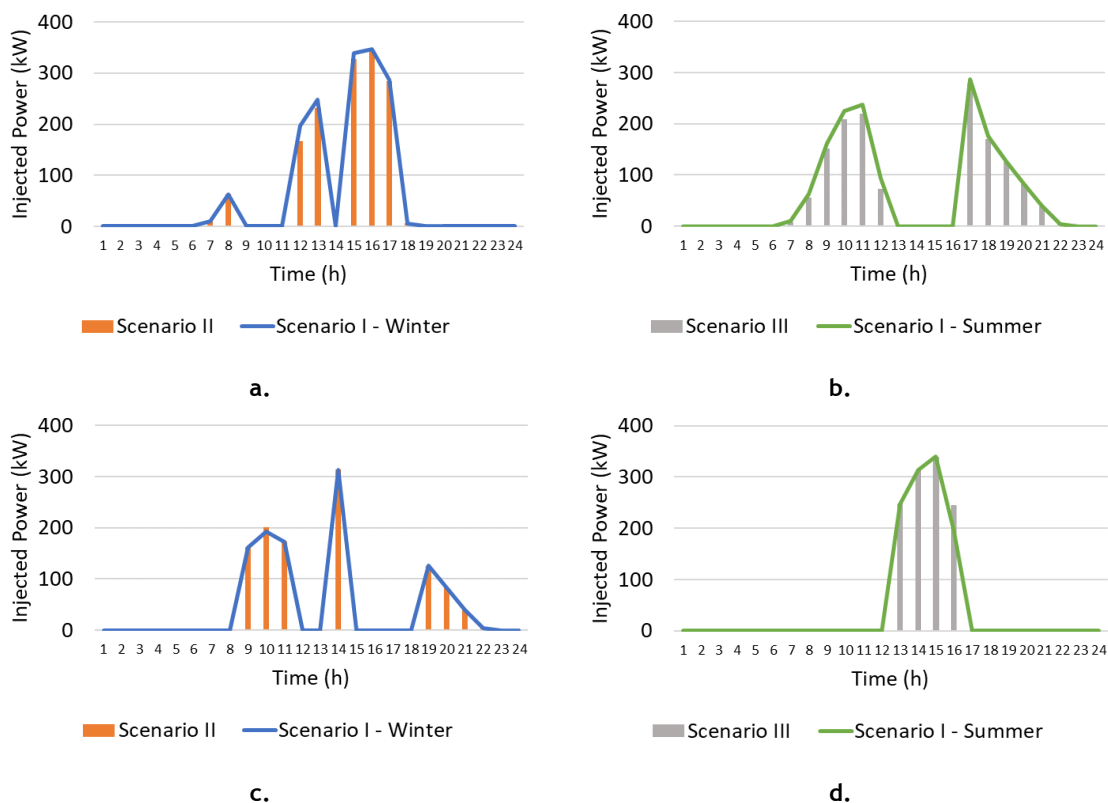 400
300
200
100
0
Injected Power (kW)
1 2 3 4 5 6 7 8 9 10 11 12 13 14 15 16 17 18 19 20 21 22 23 24
Time (h)
Scenario II Scenario I - Winter
a.
400
300
200
100
0
Injected Power (kW)
1 2 3 4 5 6 7 8 9 10 11 12 13 14 15 16 17 18 19 20 21 22 23 24
Time (h)
Scenario III Scenario I - Summer
b.
400
300
200
100
0
Injected Power (kW)
1 2 3 4 5 6 7 8 9 10 11 12 13 14 15 16 17 18 19 20 21 22 23 24
Time (h)
Scenario II Scenario I - Winter
c.
400
300
200
100
0
Injected Power (kW)
1 2 3 4 5 6 7 8 9 10 11 12 13 14 15 16 17 18 19 20 21 22 23 24
Time (h)
Scenario III Scenario I - Summer
d.